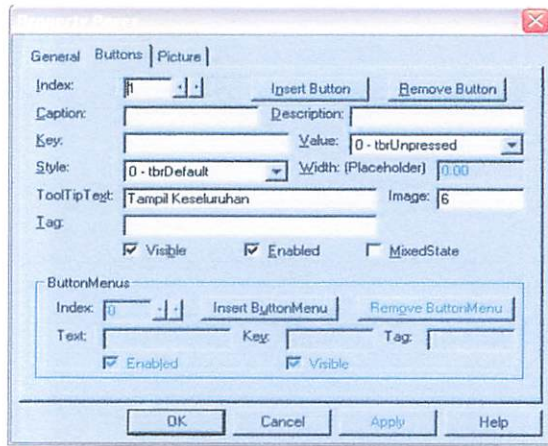 Property Pages
General Buttons Picture
Index: 1 Insert Button Remove Button
Caption: Description:
Key: Value: 0 - tbrUnpressed
Style: 0 - tbrDefault Width: (Placeholder) 0.00
ToolTipText: Tampil Keseluruhan Image: 6
Tag:
Visible Enabled MixedState
ButtonMenus
Index: 0 Insert ButtonMenu Remove ButtonMenu
Text: Key: Tag:
Enabled Visible
OK Cancel Apply Help